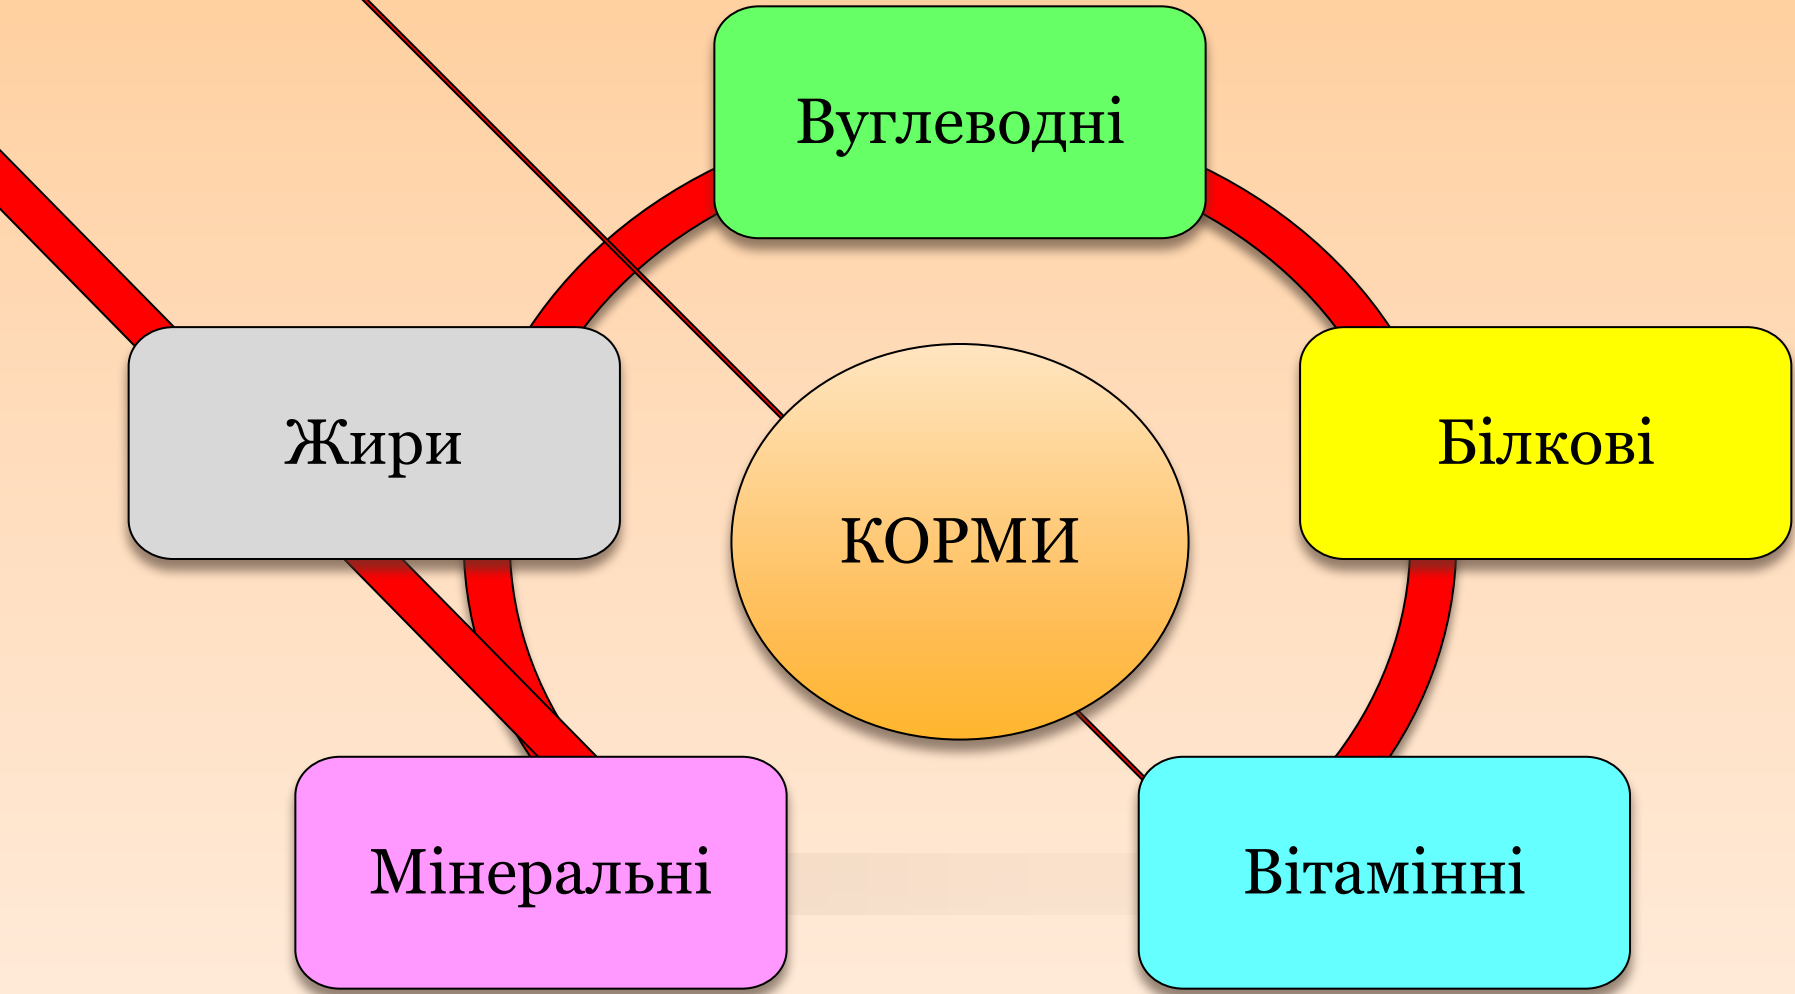 Вуглеводні
Жири
Білкові
КОРМИ
Мінеральні
Вітамінні